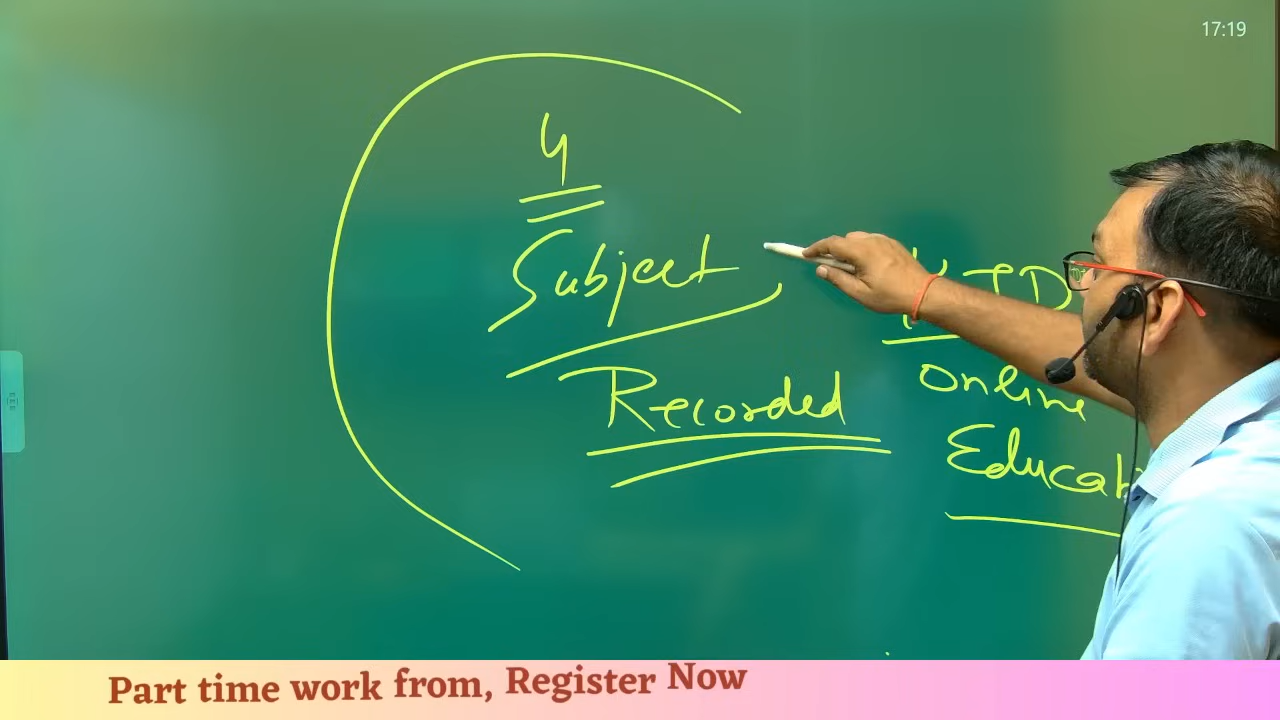 17:19
4
Subject
Recorded
Online
Part time work from, Register Now